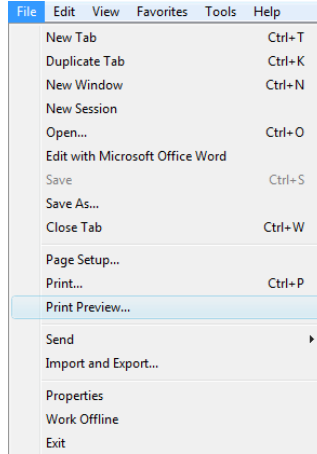 File Edit View Favorites Tools Help
New Tab Ctrl+T
Duplicate Tab Ctrl+K
New Window Ctrl+N
New Session
Open... Ctrl+O
Edit with Microsoft Office Word
Save Ctrl+S
Save As...
Close Tab Ctrl+W
Page Setup...
Print... Ctrl+P
Print Preview...
Send
Import and Export...
Properties
Work Offline
Exit